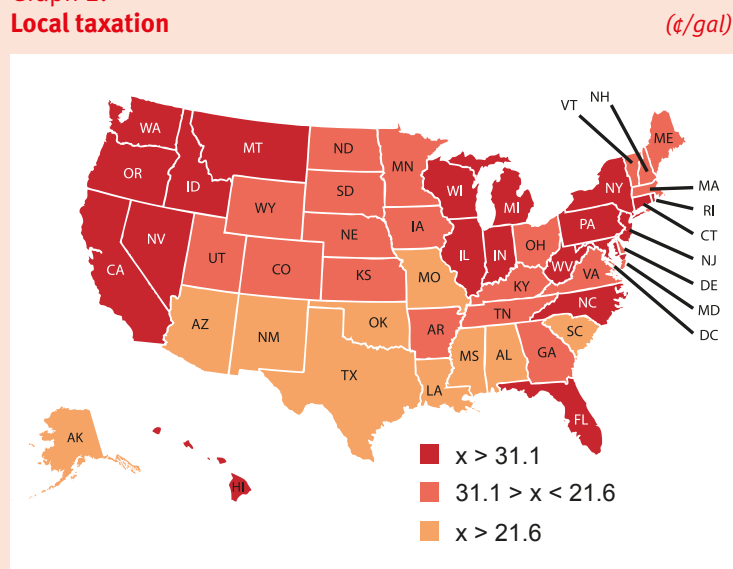 Local taxation (¢/gal)
NH
VT
WA
ME
MT
ND
MN
OR
ID
WI
NY
MA
SD
MI
RI
WY
IA
PA
CT
NE
NV
OH
NJ
UT
IL
IN
CO
WV
CA
KS
MO
VA
DE
KY
NC
MD
TN
AZ
OK
AR
SC
DC
NM
MS
AL
GA
TX
LA
FL
AK
HI
x > 31.1
31.1 > x < 21.6
x > 21.6